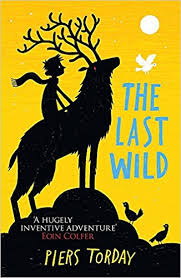 THE
LAST
WILD
'A HUGELY
INVENTIVE ADVENTURE'
EOIN COLFER
PIERS TORDAY